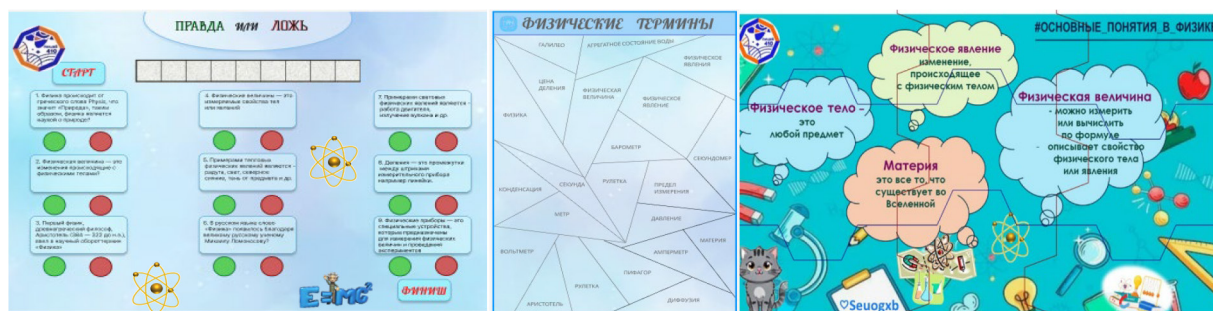 ПРАВДА ИЛИ ЛОЖЬ
410
СТАРТ
1. Физика происходит от
греческого слова Physis, что
значит «Природа», таким
образом, физика является
наукой о природе?
2. Физическая величина — это
изменения происходящие с
физическими телами?
3. Первый физик,
древнегреческий философ,
Аристотель (384 — 322 до н.э.),
ввел в научный оборот термин
«Физика»
4. Физические величины — это
измеряемые свойства тел
или явлений?
5. Примерами тепловых
физических явлений являются -
радуга, свет, северное
сияние, тень от предмета и др.
6. В русском языке слово
«Физика» появилось благодаря
великому русскому ученому
Михаилу Ломоносову?
7. Примерами световых
физических явлений являются -
работа двигателя,
излучение вулкана и др.
8. Деления — это промежутки
между штрихами
измерительного прибора
например линейки.
9. Физические приборы — это
специальные устройства,
которые предназначены
для измерения физических
величин и проведения
экспериментов
E=MC²
ФИНИШ
ФИЗИЧЕСКИЕ ТЕРМИНЫ
ГАЛИЛЕО
АГРЕГАТНОЕ СОСТОЯНИЕ ВОДЫ
ФИЗИЧЕСКОЕ
ЯВЛЕНИЯ
ЦЕНА
ДЕЛЕНИЯ
ФИЗИЧЕСКАЯ
ВЕЛИЧИНА
ФИЗИЧЕСКОЕ
ЯВЛЕНИЕ
ФИЗИКА
БАРОМЕТР
СЕКУНДОМЕР
КОНДЕНСАЦИЯ
СЕКУНДА
РУЛЕТКА
ПРЕДЕЛ
ИЗМЕРЕНИЯ
МЕТР
ДАВЛЕНИЕ
МАТЕРИЯ
ВОЛЬТМЕТР
АМПЕРМЕТР
ПИФАГОР
РУЛЕТКА
АРИСТОТЕЛЬ
ДИФФУЗИЯ
410
#ОСНОВНЫЕ_ПОНЯТИЯ_В_ФИЗИКЕ
Физическое явление
изменение,
происходящее
с физическим телом
Физическое тело -
это
любой предмет
Физическая величина
- можно измерить
или вычислить
по формуле
- описывает свойство
физического тела
или явления
Материя
это все то, что
существует во
Вселенной
♡Seuogxb